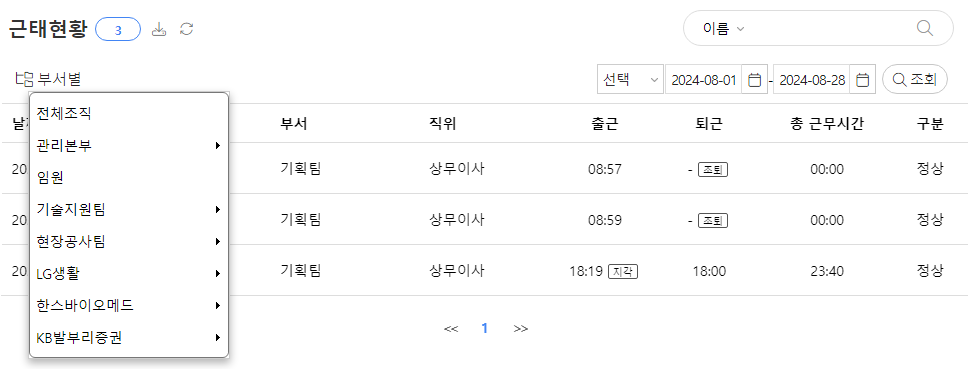 근태현황 3
이름
부서별
선택 2024-08-01 - 2024-08-28 조회
부서 직위 출근 퇴근 총 근무시간 구분
전체조직
관리본부
임원
기술지원팀
현장공사팀
LG생활
한스바이오메드
KB발부리증권
20 기획팀 상무이사 08:57 - 조퇴 00:00 정상
20 기획팀 상무이사 08:59 - 조퇴 00:00 정상
20 기획팀 상무이사 18:19 지각 18:00 23:40 정상
<< 1 >>